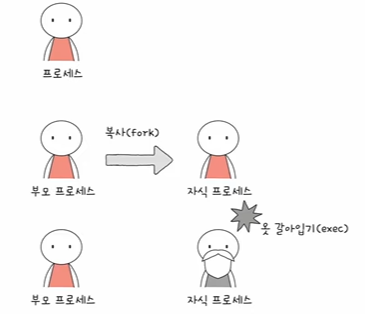 프로세스
복사(fork)
부모 프로세스
자식 프로세스
옷 갈아입기(exec)
부모 프로세스
자식 프로세스